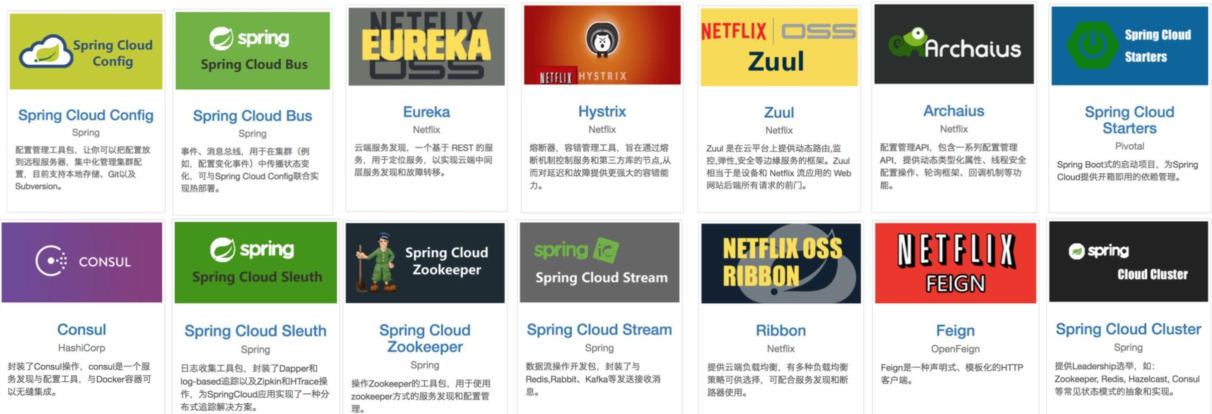 Spring Cloud
Config
Spring Cloud Config
Spring
配置管理工具包，让你可以把配置
放到远程服务器，集中化管理集群配
置，目前支持本地存储、Git以及
Subversion。
spring
Spring Cloud Bus
Spring Cloud Bus
Spring
事件、消息总线，用于在集群（例
如，配置变化事件）中传播状态变
化，可与Spring Cloud Config联合实
现热部署。
NETFLIX
EUREKA
OSS
Eureka
Netflix
云端服务发现，一个基于 REST 的服
务，用于定位服务，以实现云端中间
层服务发现和故障转移。
NETFLIX
HYSTRIX
Hystrix
Netflix
熔断器，容错管理工具，旨在通过熔
断机制控制服务和第三方库的节点,从
而对延迟和故障提供更强大的容错能
力。
NETFLIX OSS
Zuul
Zuul
Netflix
Zuul 是在云平台上提供动态路由,监
控,弹性,安全等边缘服务的框架。Zuul
相当于是设备和 Netflix 流应用的 Web
网站后端所有请求的前门。
Archaius
Archaius
Netflix
配置管理API，包含一系列配置管理
API，提供动态类型化属性、线程安全
配置操作、轮询框架、回调机制等功
能。
Spring Cloud
Starters
Spring Cloud
Starters
Pivotal
Spring Boot式的启动项目，为Spring
Cloud提供开箱即用的依赖管理。
CONSUL
Consul
HashiCorp
封装了Consul操作，consul是一个服
务发现与配置工具，与Docker容器可
以无缝集成。
spring
Spring Cloud Sleuth
Spring Cloud Sleuth
Spring
日志收集工具包，封装了Dapper和
log-based追踪以及Zipkin和HTrace操
作，为SpringCloud应用实现了一种分
布式追踪解决方案。
Spring Cloud
Zookeeper
Spring Cloud
Zookeeper
Spring
操作Zookeeper的工具包，用于使用
zookeeper方式的服务发现和配置管
理。
spring
Spring Cloud Stream
Spring Cloud Stream
Spring
数据流操作开发包，封装了与
Redis,Rabbit、Kafka等发送接收消
息。
NETFLIX OSS
RIBBON
Ribbon
Netflix
提供云端负载均衡，有多种负载均衡
策略可供选择，可配合服务发现和断
路器使用。
NETFLIX
FEIGN
Feign
OpenFeign
Feign是一种声明式、模板化的HTTP
客户端。
spring
Cloud Cluster
Spring Cloud Cluster
Spring
提供Leadership选举，如：
Zookeeper, Redis, Hazelcast, Consul
等常见状态模式的抽象和实现。